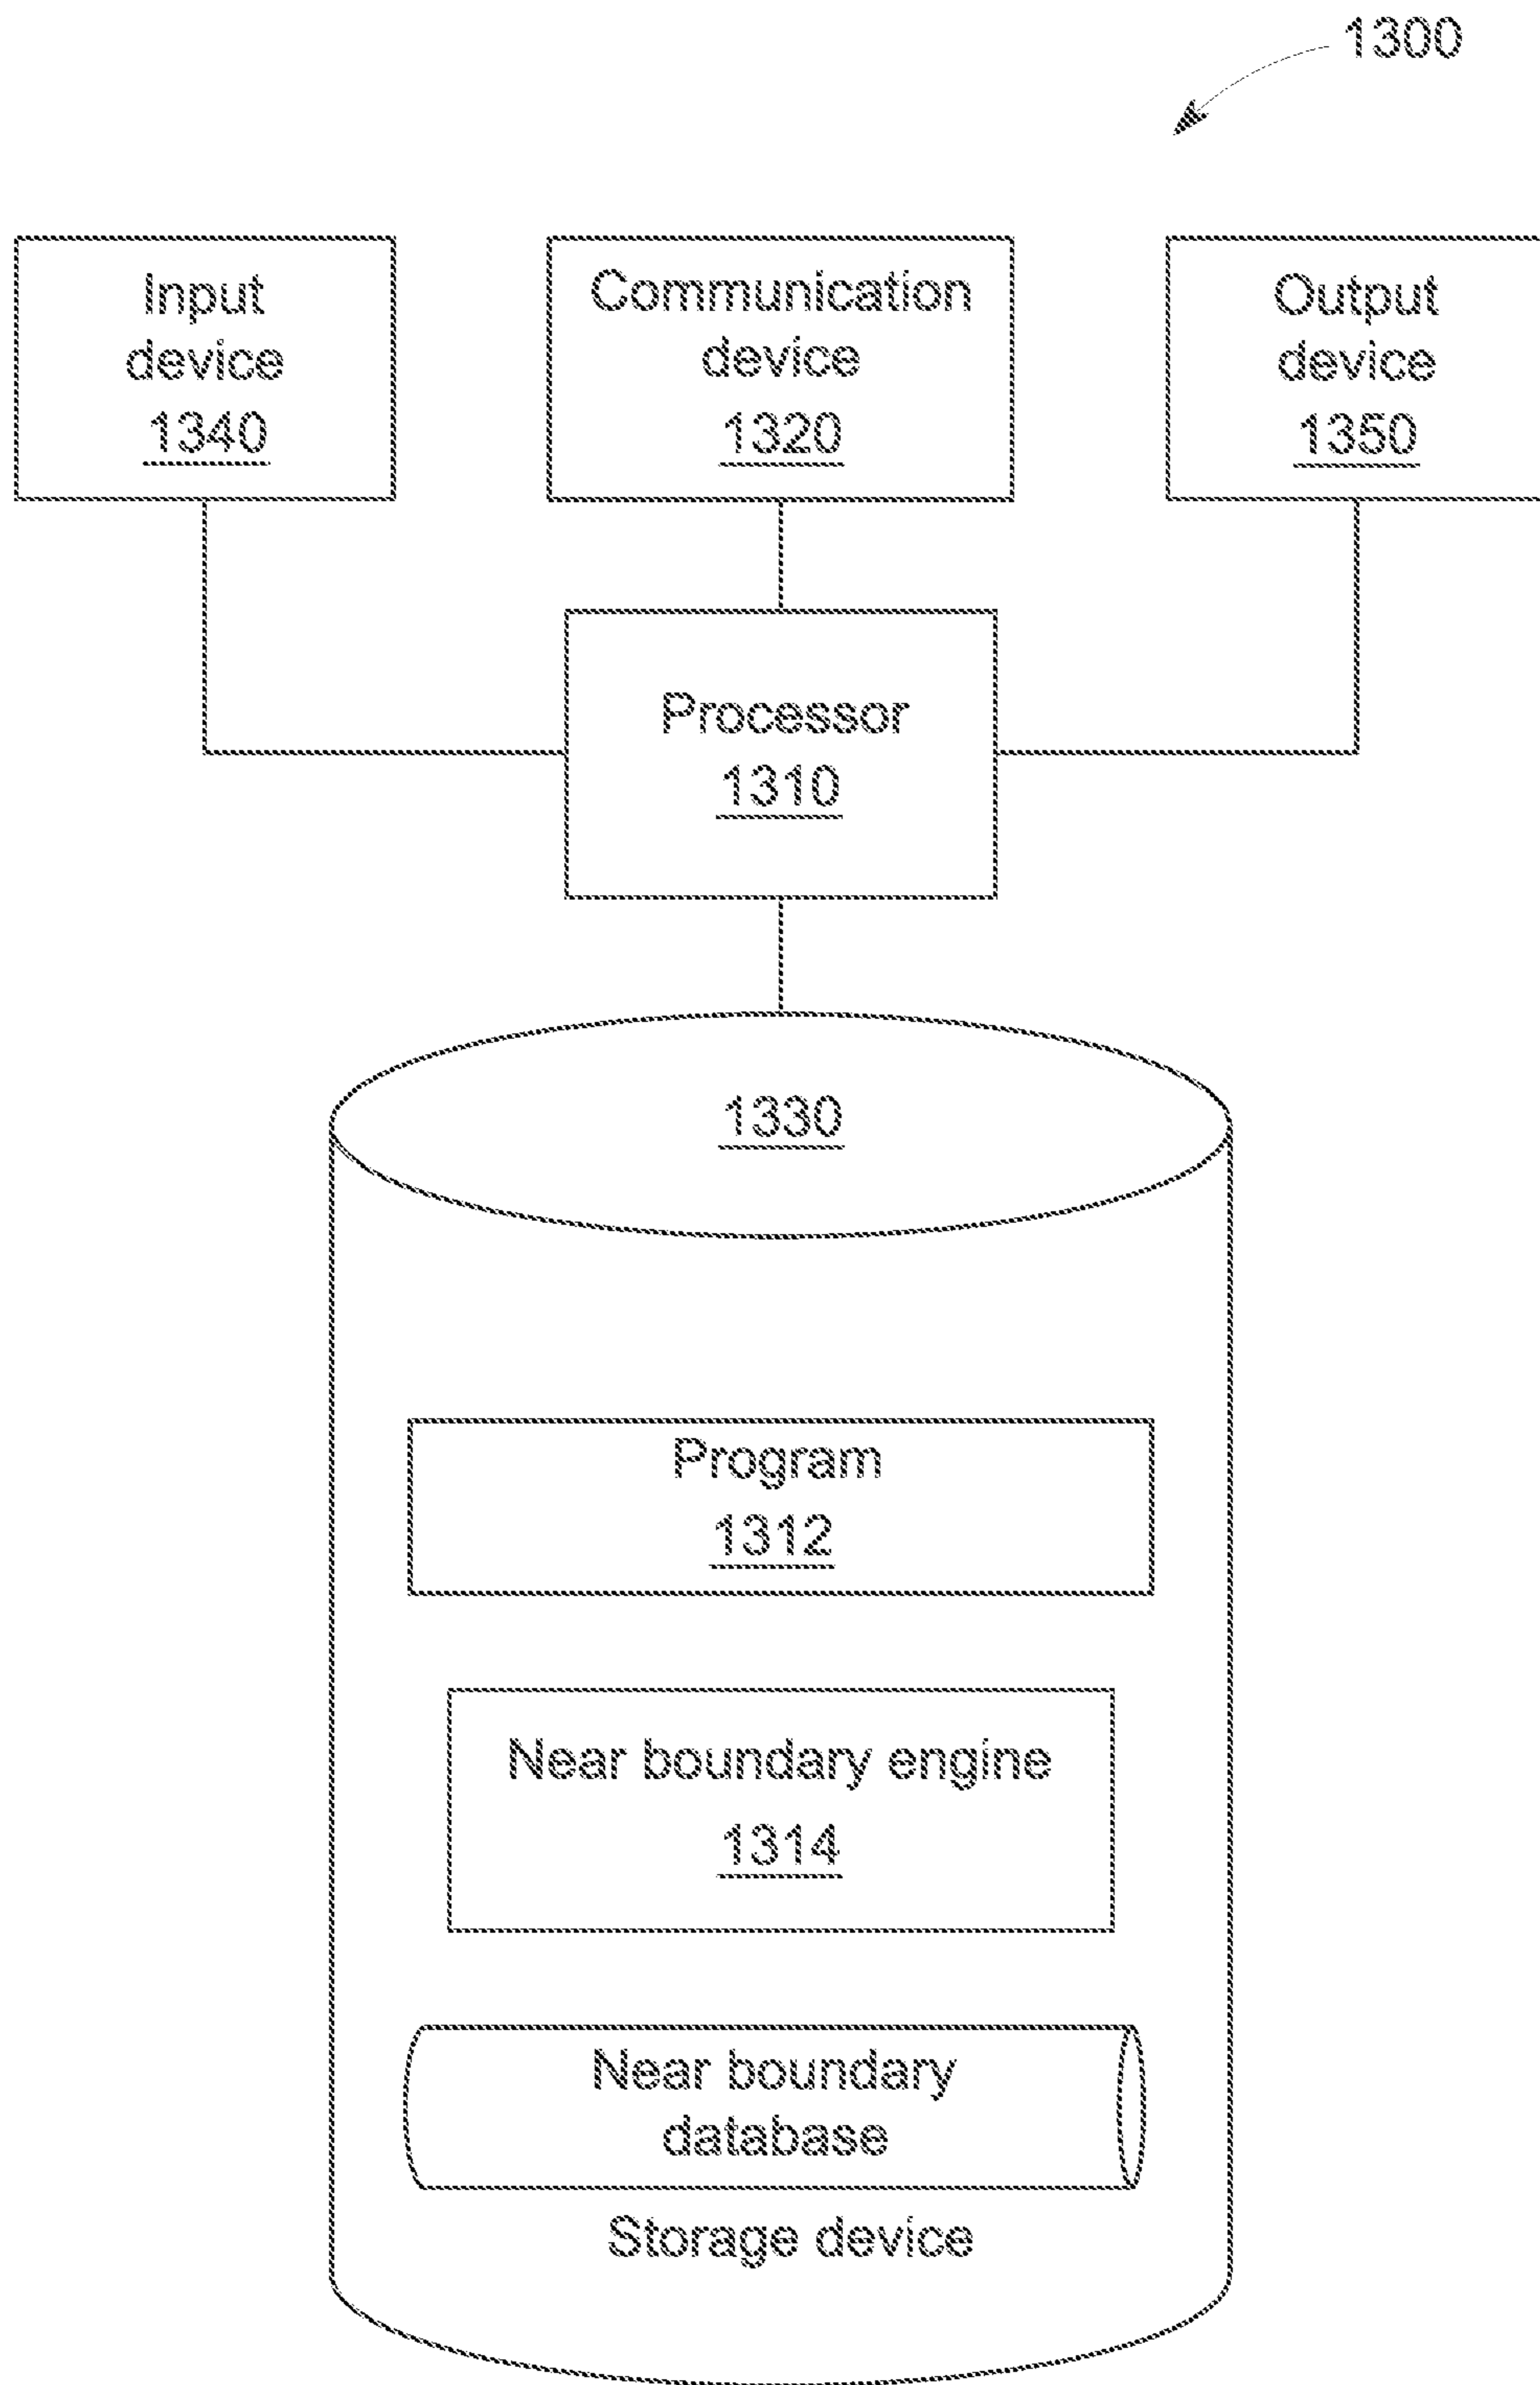 1300
Input
device
1340
Communication
device
1320
Output
device
1350
Processor
1310
1330
Program
1312
Near boundary engine
1314
Near boundary
database
Storage device